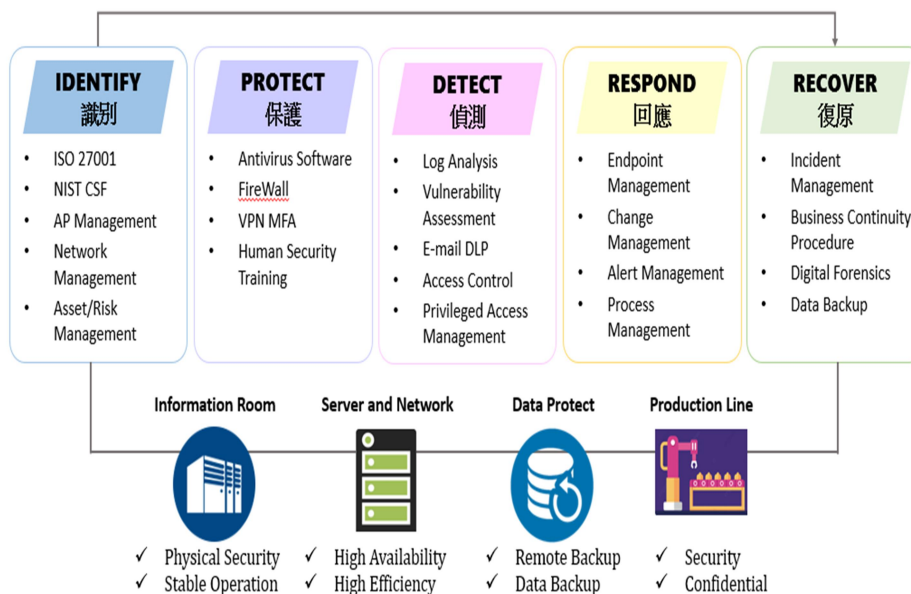 IDENTIFY
識別
• ISO 27001
• NIST CSF
• AP Management
• Network
Management
• Asset/Risk
Management
PROTECT
保護
• Antivirus Software
• FireWall
• VPN MFA
• Human Security
Training
DETECT
偵測
• Log Analysis
• Vulnerability
Assessment
• E-mail DLP
• Access Control
• Privileged Access
Management
RESPOND
回應
• Endpoint
Management
• Change
Management
• Alert Management
• Process
Management
RECOVER
復原
• Incident
Management
• Business Continuity
Procedure
• Digital Forensics
• Data Backup
Information Room
✓ Physical Security
✓ Stable Operation
Server and Network
✓ High Availability
✓ High Efficiency
Data Protect
✓ Remote Backup
✓ Data Backup
Production Line
✓ Security
✓ Confidential